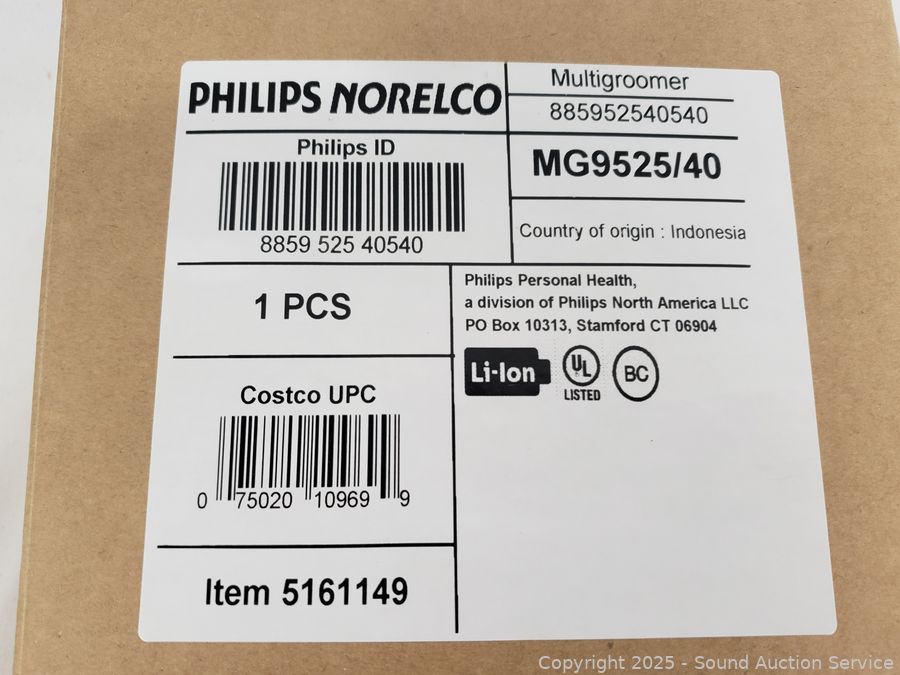 PHILIPS NORELCO
Multigroomer
885952540540
Philips ID
8859 525 40540
MG9525/40
Country of origin : Indonesia
1 PCS
Philips Personal Health,
a division of Philips North America LLC
PO Box 10313, Stamford CT 06904
Li-Ion
UL
LISTED
BC
Costco UPC
0 75020 10969 9
Item 5161149
Copyright 2025 - Sound Auction Service